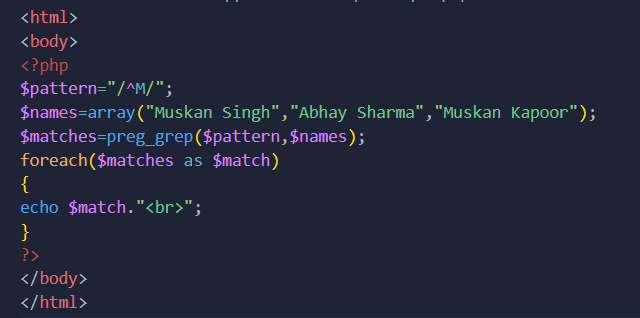 <html>
<body>
<?php
$pattern="/^M/";
$names=array("Muskan Singh","Abhay Sharma","Muskan Kapoor");
$matches=preg_grep($pattern,$names);
foreach($matches as $match)
{
echo $match."<br>";
}
?>
</body>
</html>